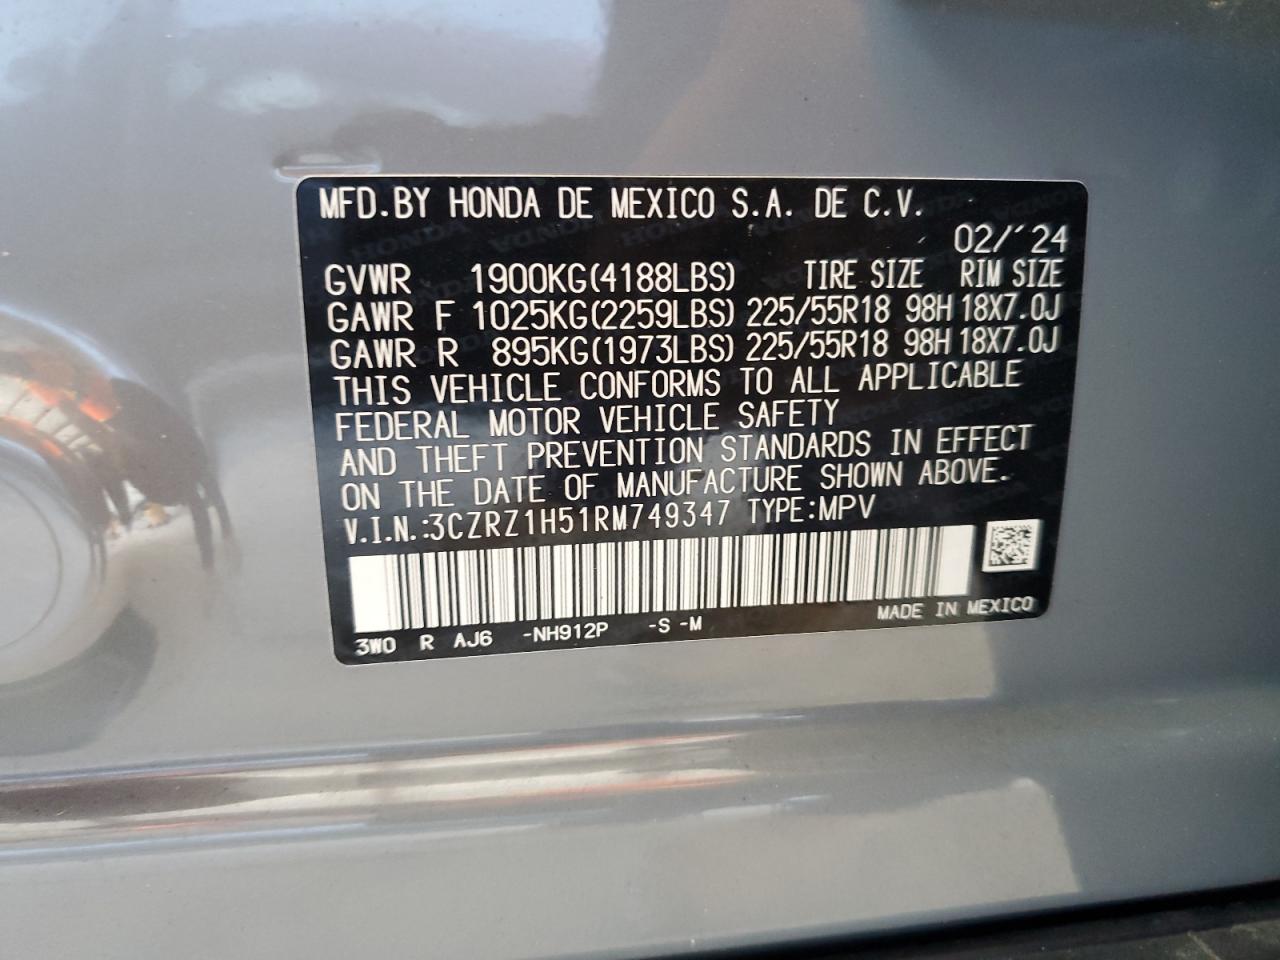 MFD.BY HONDA DE MEXICO S.A. DE C.V.
02/´24
GVWR 1900KG(4188LBS) TIRE SIZE RIM SIZE
GAWR F 1025KG(2259LBS) 225/55R18 98H 18X7.0J
GAWR R 895KG(1973LBS) 225/55R18 98H 18X7.0J
THIS VEHICLE CONFORMS TO ALL APPLICABLE
FEDERAL MOTOR VEHICLE SAFETY
AND THEFT PREVENTION STANDARDS IN EFFECT
ON THE DATE OF MANUFACTURE SHOWN ABOVE.
V.I.N.:3CZRZ1H51RM749347 TYPE:MPV
MADE IN MEXICO
3WO R AJ6 -NH912P -S -M